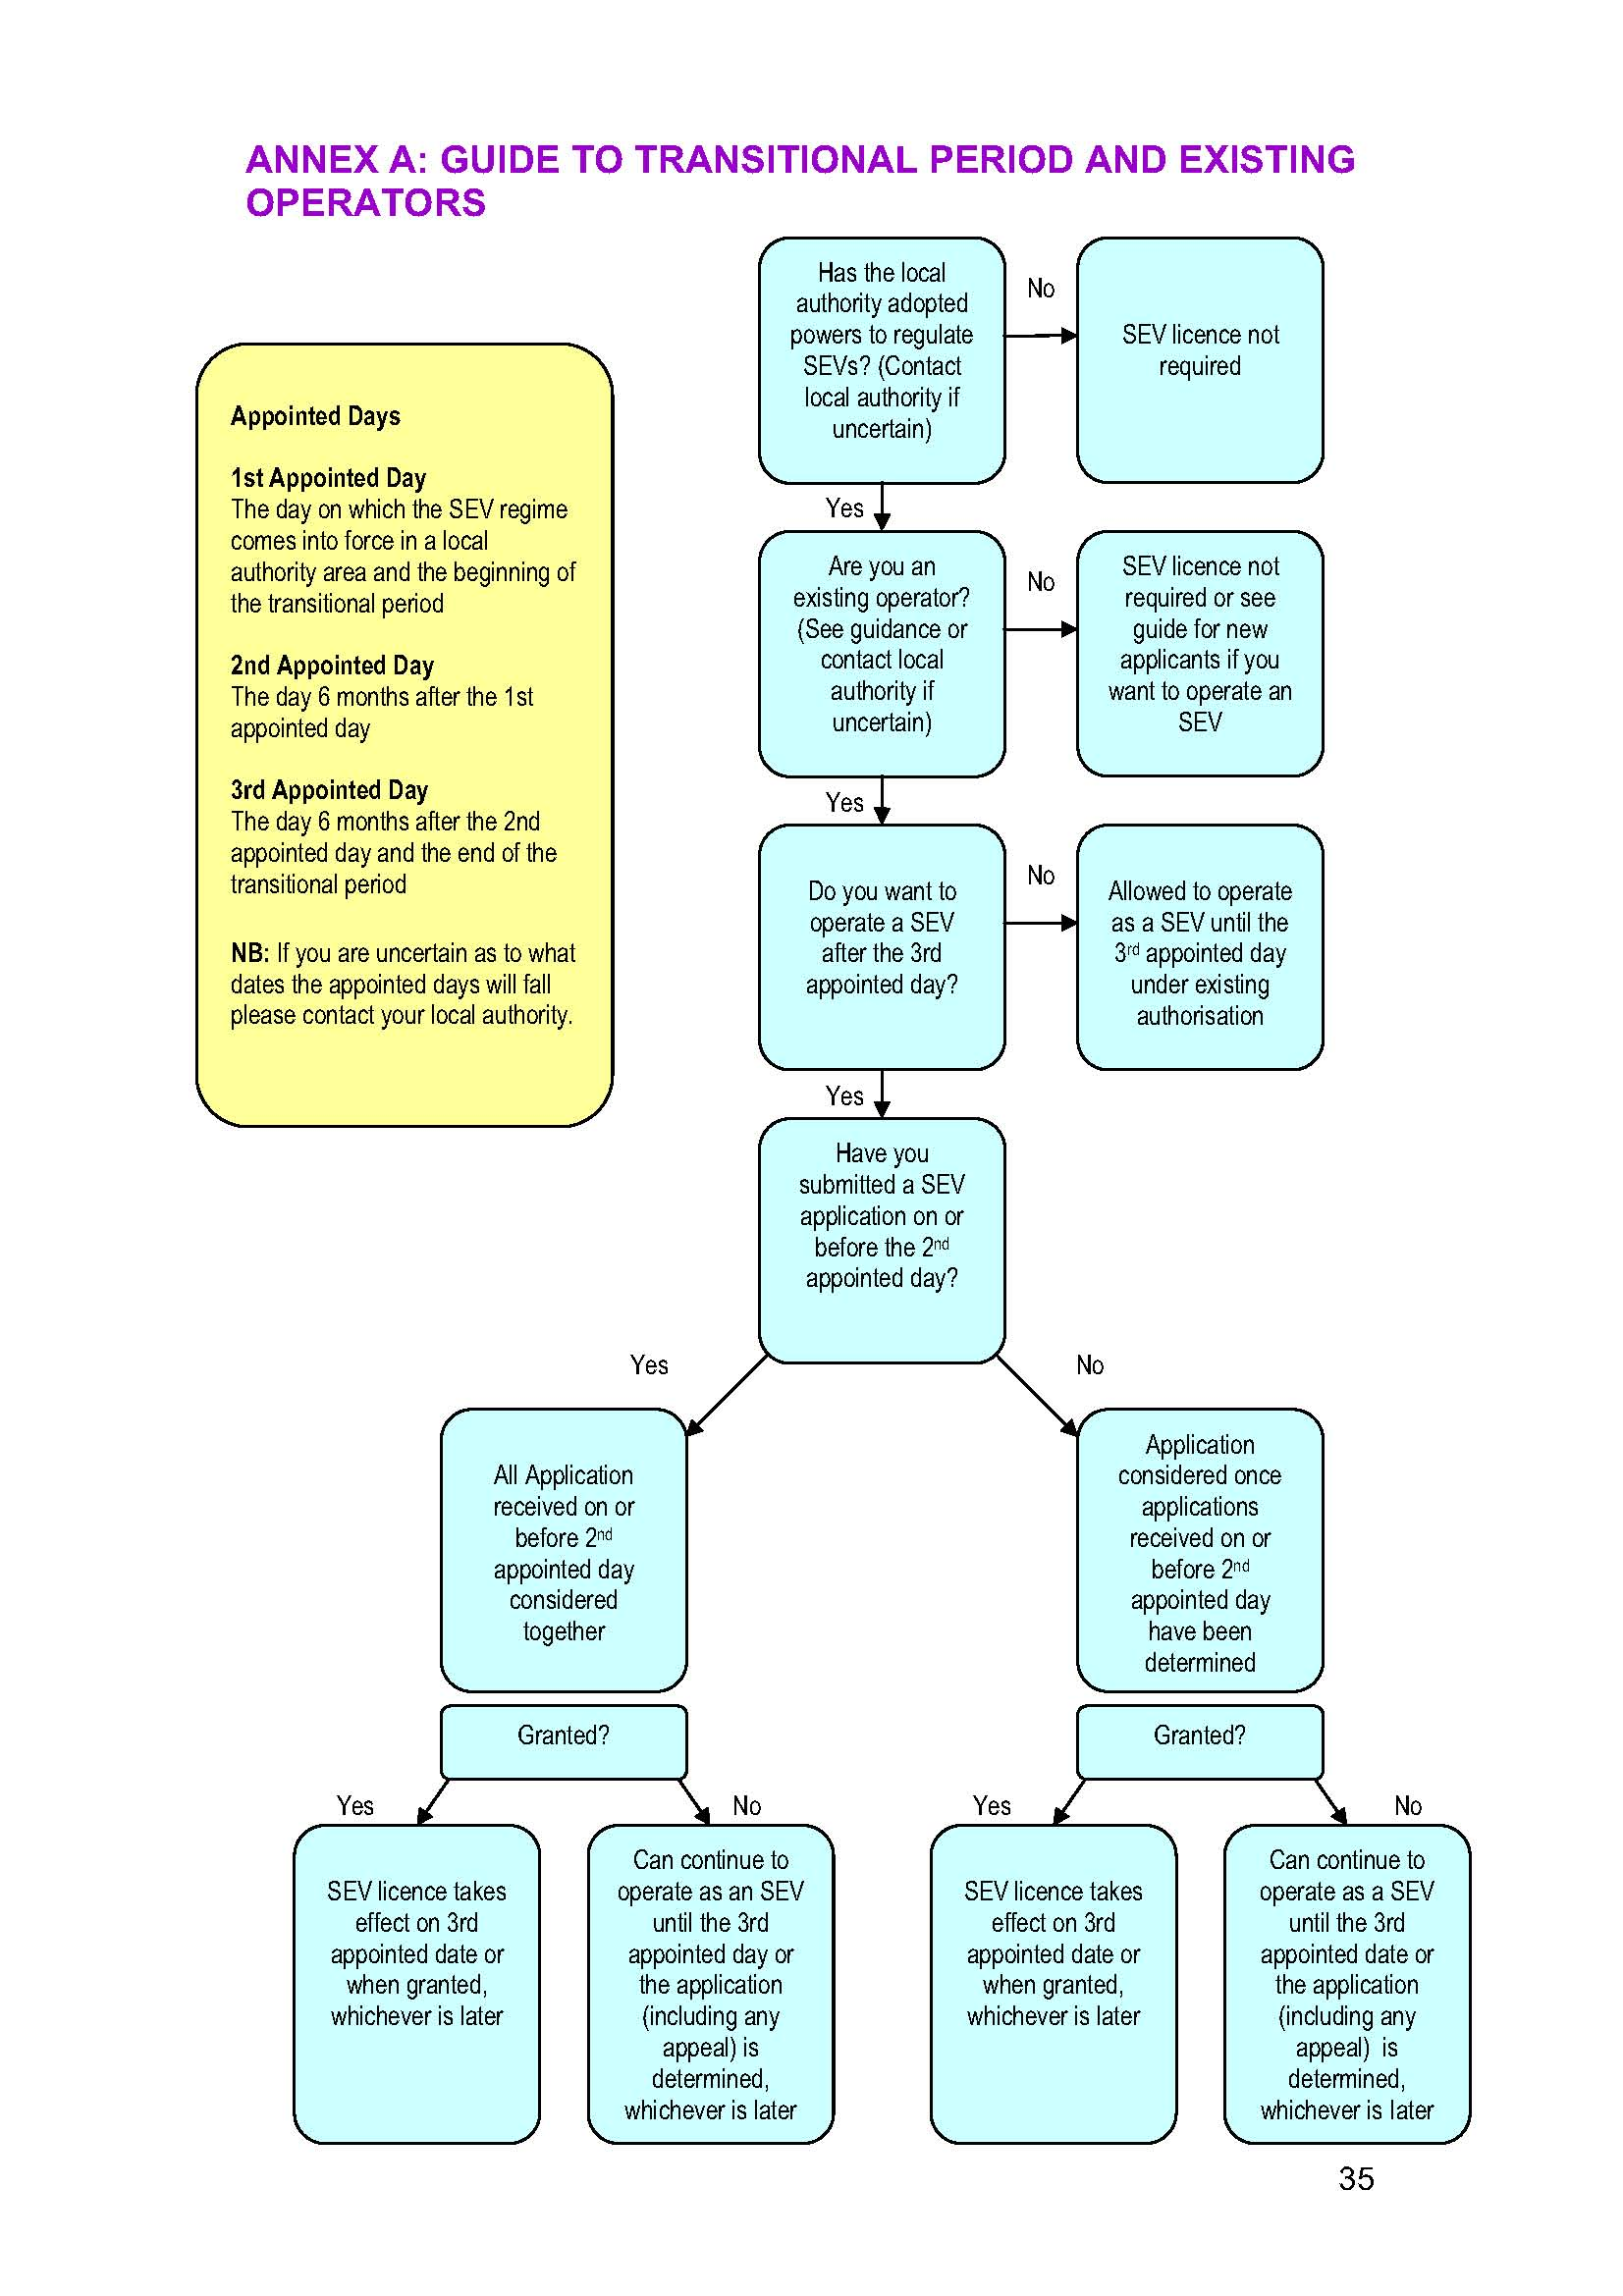 ANNEX A: GUIDE TO TRANSITIONAL PERIOD AND EXISTING
OPERATORS
Appointed Days
1st Appointed Day
The day on which the SEV regime
comes into force in a local
authority area and the beginning of
the transitional period
2nd Appointed Day
The day 6 months after the 1st
appointed day
3rd Appointed Day
The day 6 months after the 2nd
appointed day and the end of the
transitional period
NB: If you are uncertain as to what
dates the appointed days will fall
please contact your local authority.
Has the local
authority adopted
powers to regulate
SEVs? (Contact
local authority if
uncertain)
No
SEV licence not
required
Yes
Are you an
existing operator?
(See guidance or
contact local
authority if
uncertain)
No
SEV licence not
required or see
guide for new
applicants if you
want to operate an
SEV
Yes
Do you want to
operate a SEV
after the 3rd
appointed day?
No
Allowed to operate
as a SEV until the
3rd appointed day
under existing
authorisation
Yes
Have you
submitted a SEV
application on or
before the 2nd
appointed day?
Yes
No
All Application
received on or
before 2nd
appointed day
considered
together
Application
considered once
applications
received on or
before 2nd
appointed day
have been
determined
Granted?
Granted?
Yes
No
Yes
No
SEV licence takes
effect on 3rd
appointed date or
when granted,
whichever is later
Can continue to
operate as an SEV
until the 3rd
appointed day or
the application
(including any
appeal) is
determined,
whichever is later
SEV licence takes
effect on 3rd
appointed date or
when granted,
whichever is later
Can continue to
operate as a SEV
until the 3rd
appointed date or
the application
(including any
appeal) is
determined,
whichever is later
35